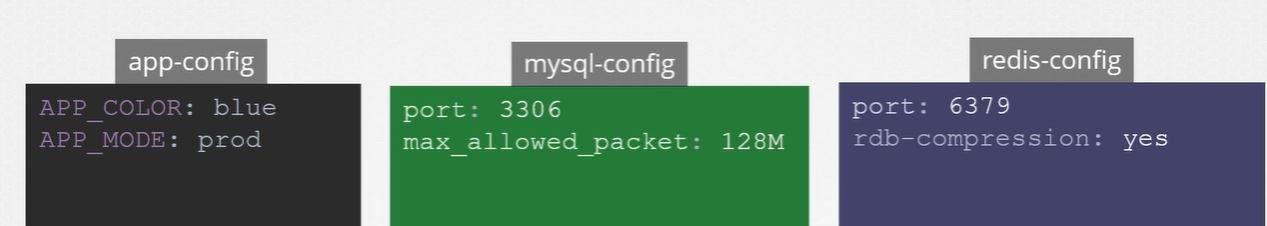 app-config
APP_COLOR: blue
APP_MODE: prod
mysql-config
port: 3306
max_allowed_packet: 128M
redis-config
port: 6379
rdb-compression: yes